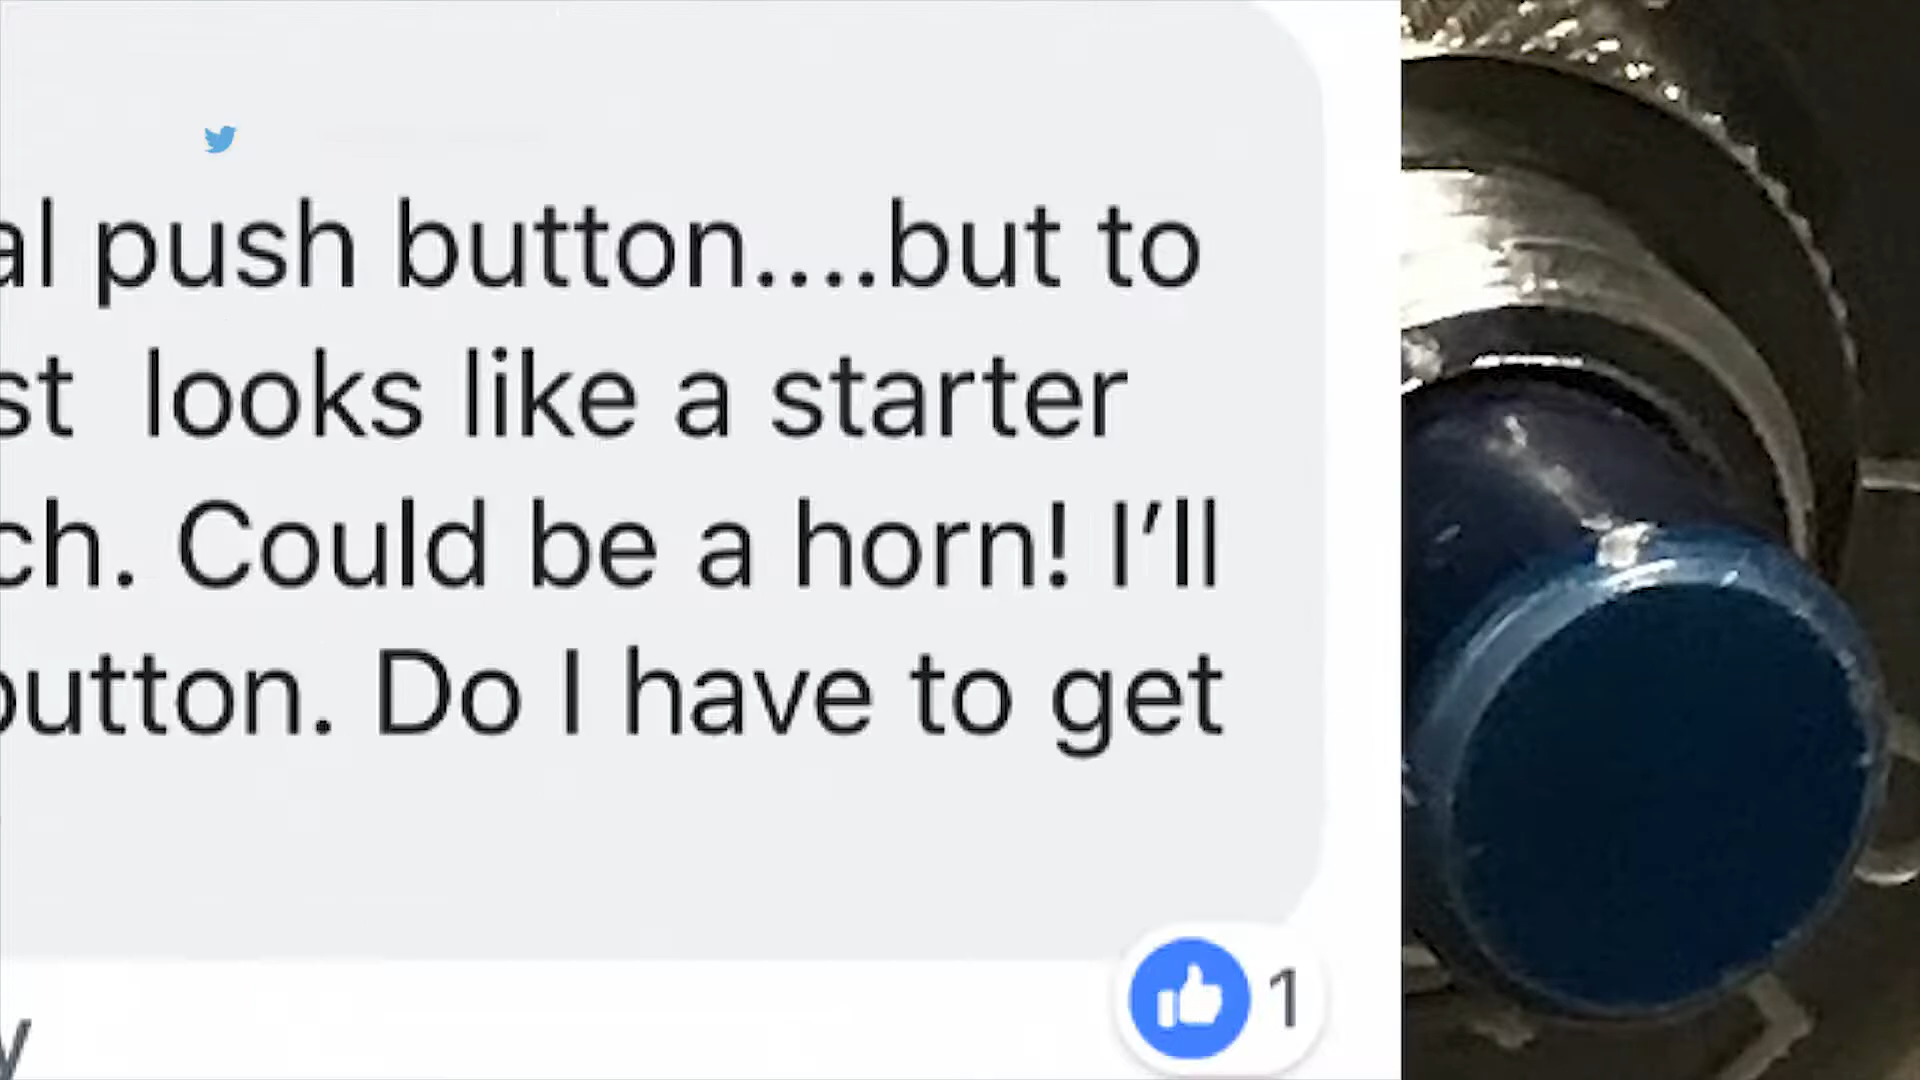 al push button....but to
st looks like a starter
ch. Could be a horn! I'll
button. Do I have to get
1
y